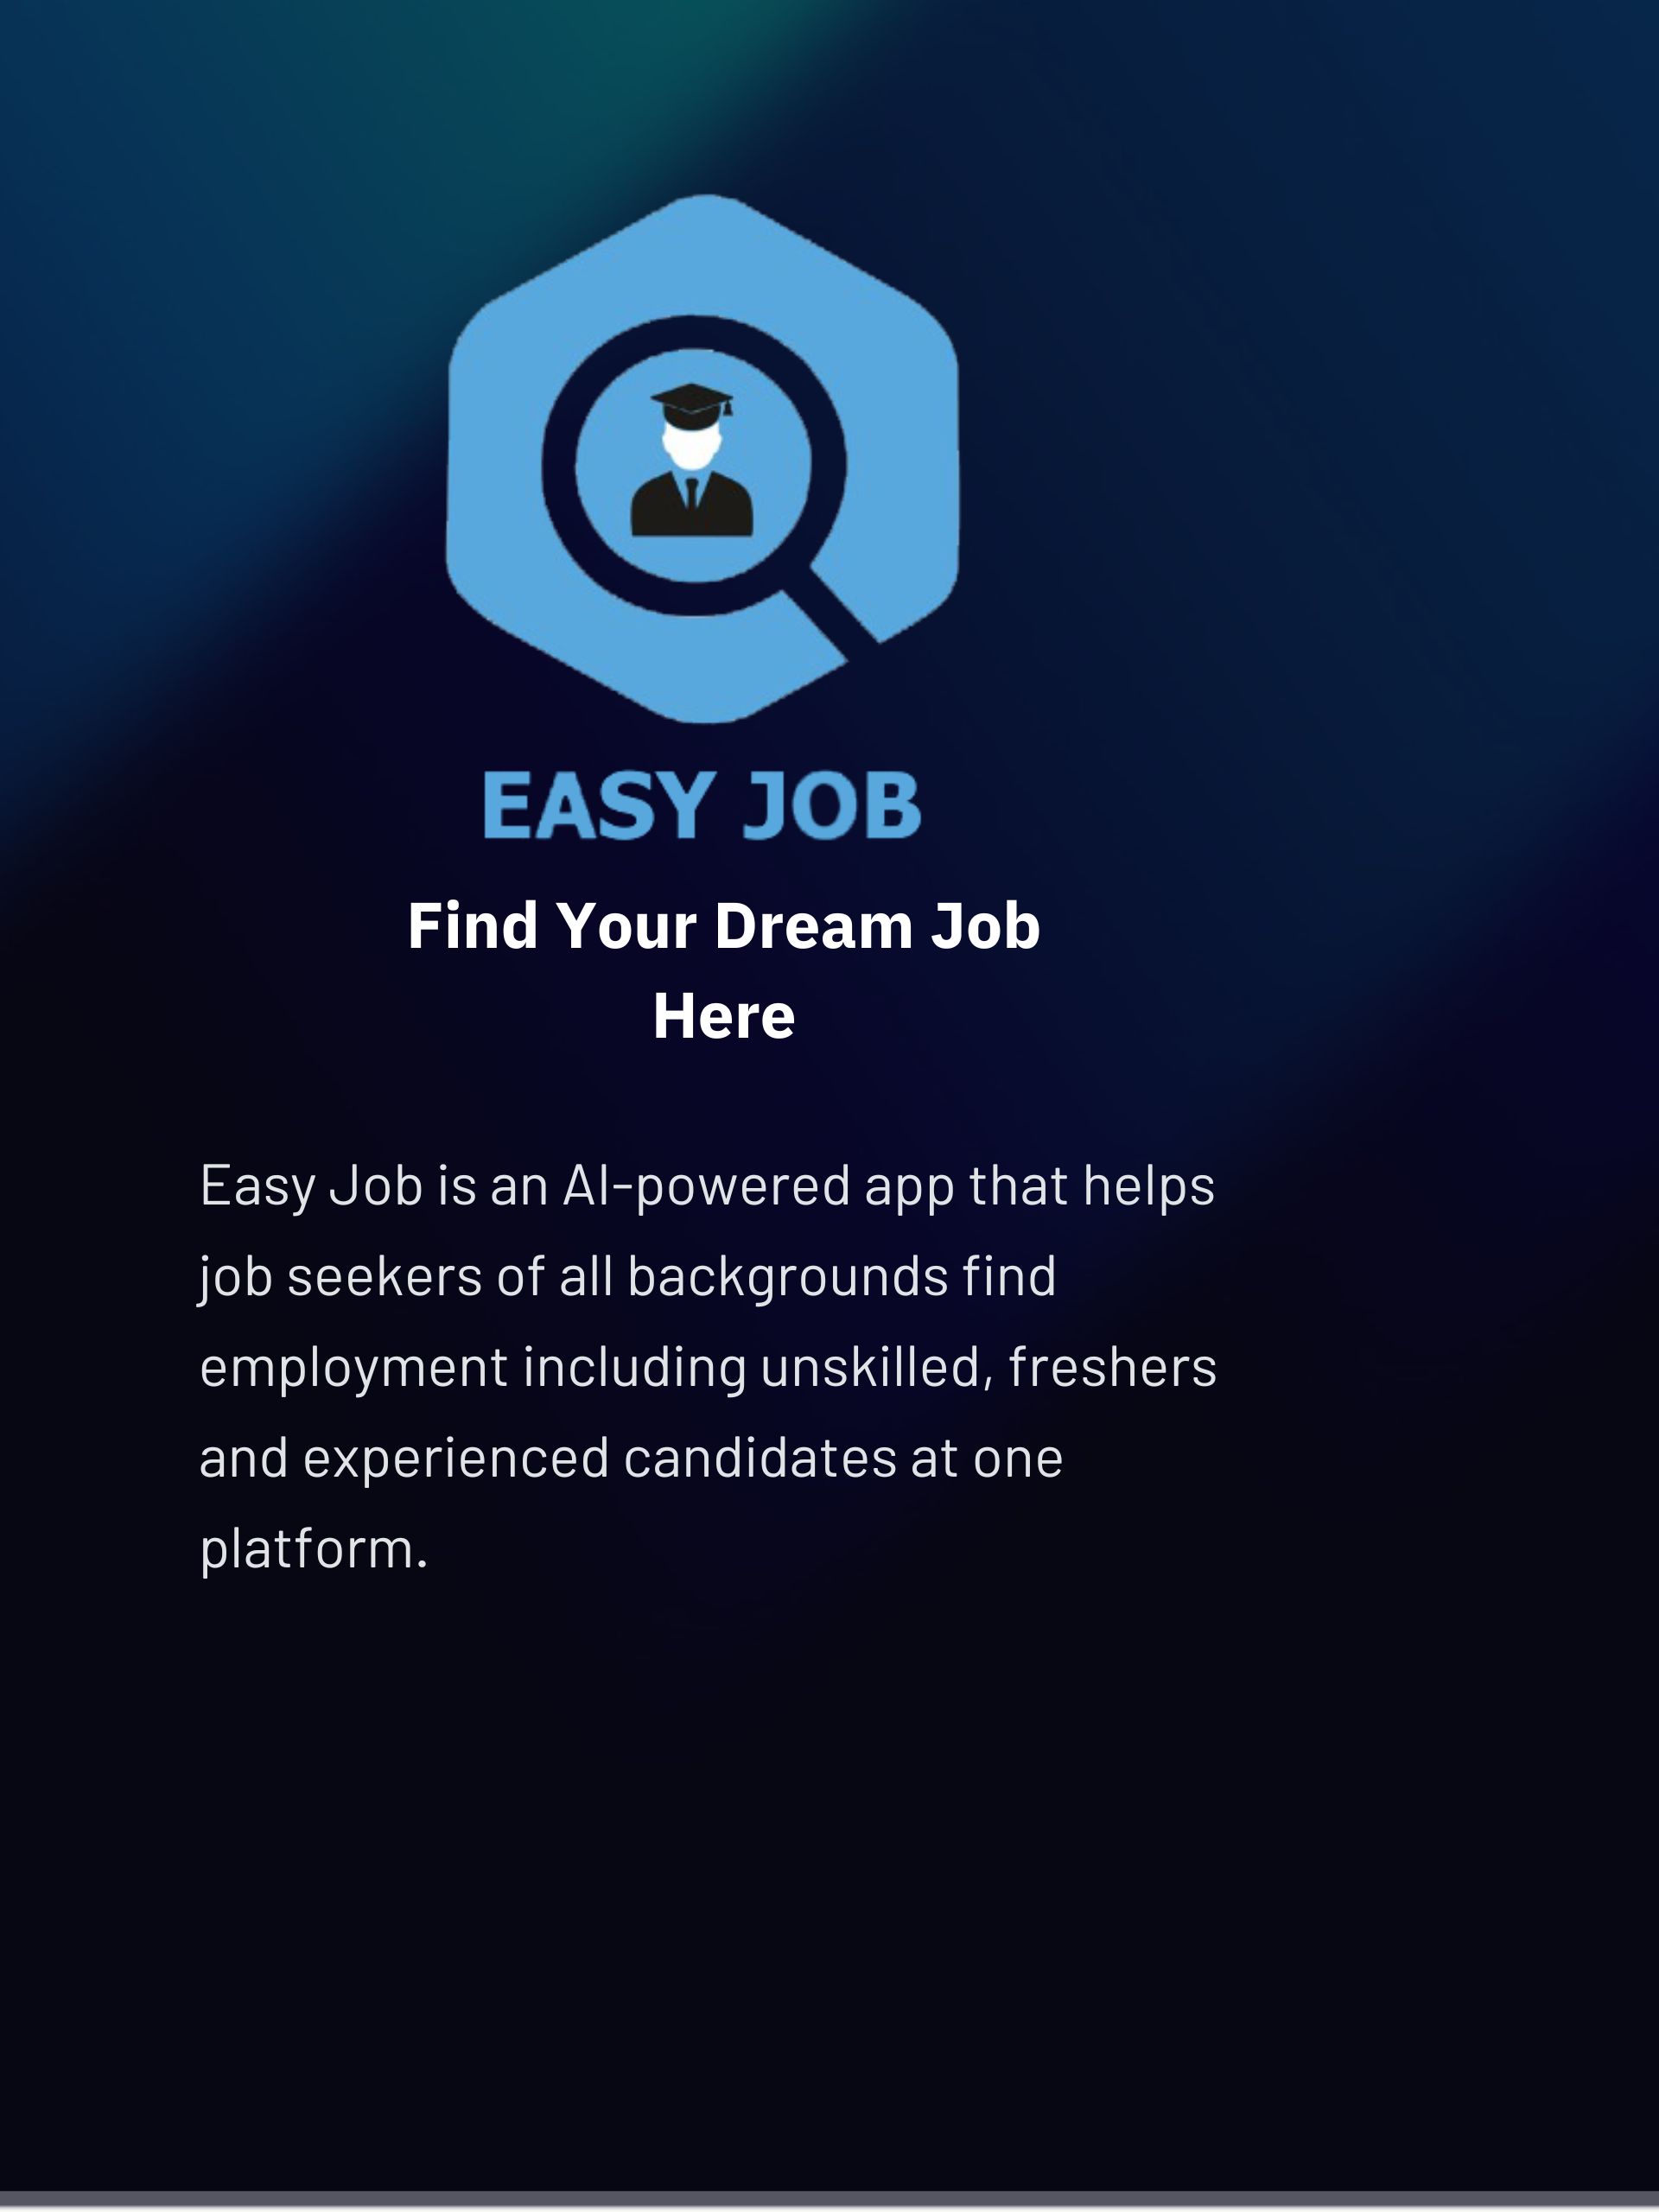 EASY JOB
Find Your Dream Job
Here
Easy Job is an AI-powered app that helps
job seekers of all backgrounds find
employment including unskilled, freshers
and experienced candidates at one
platform.